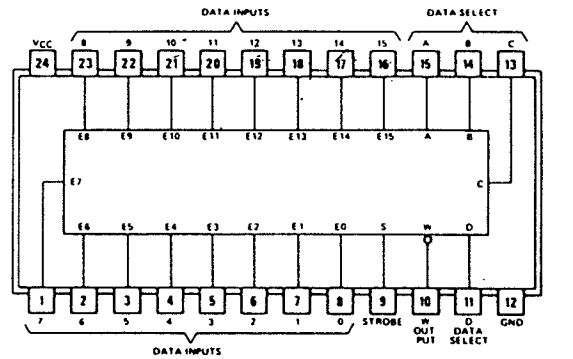 DATA INPUTS DATA SELECT
VCC 8 9 10 11 12 13 14 15 A B C
24 23 22 21 20 19 18 17 16 15 14 13
E8 E9 E10 E11 E12 E13 E14 E15 A B
E7 C
E6 E5 E4 E3 E2 E1 E0 S W D
1 2 3 4 5 6 7 8 9 10 11 12
7 6 5 4 3 2 1 0 STROBE W D GND
OUT DATA
PUT SELECT
DATA INPUTS